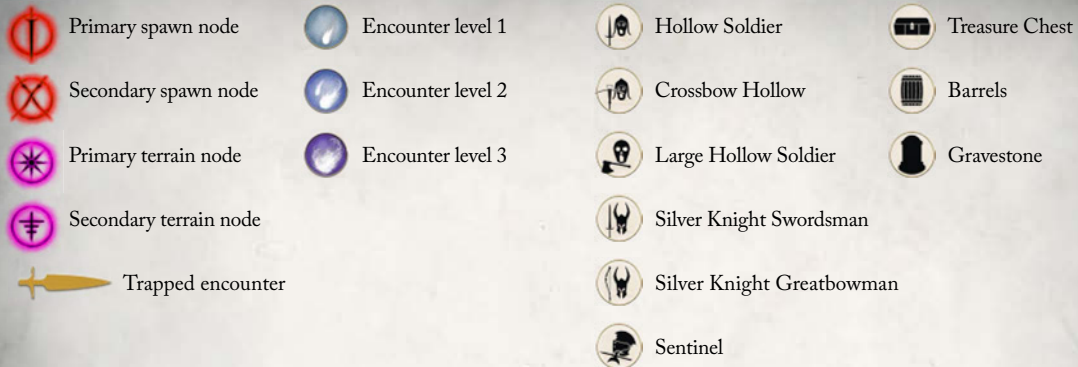 Primary spawn node
Secondary spawn node
Primary terrain node
Secondary terrain node
Trapped encounter
Encounter level 1
Encounter level 2
Encounter level 3
Hollow Soldier
Crossbow Hollow
Large Hollow Soldier
Silver Knight Swordsman
Silver Knight Greatbowman
Sentinel
Treasure Chest
Barrels
Gravestone